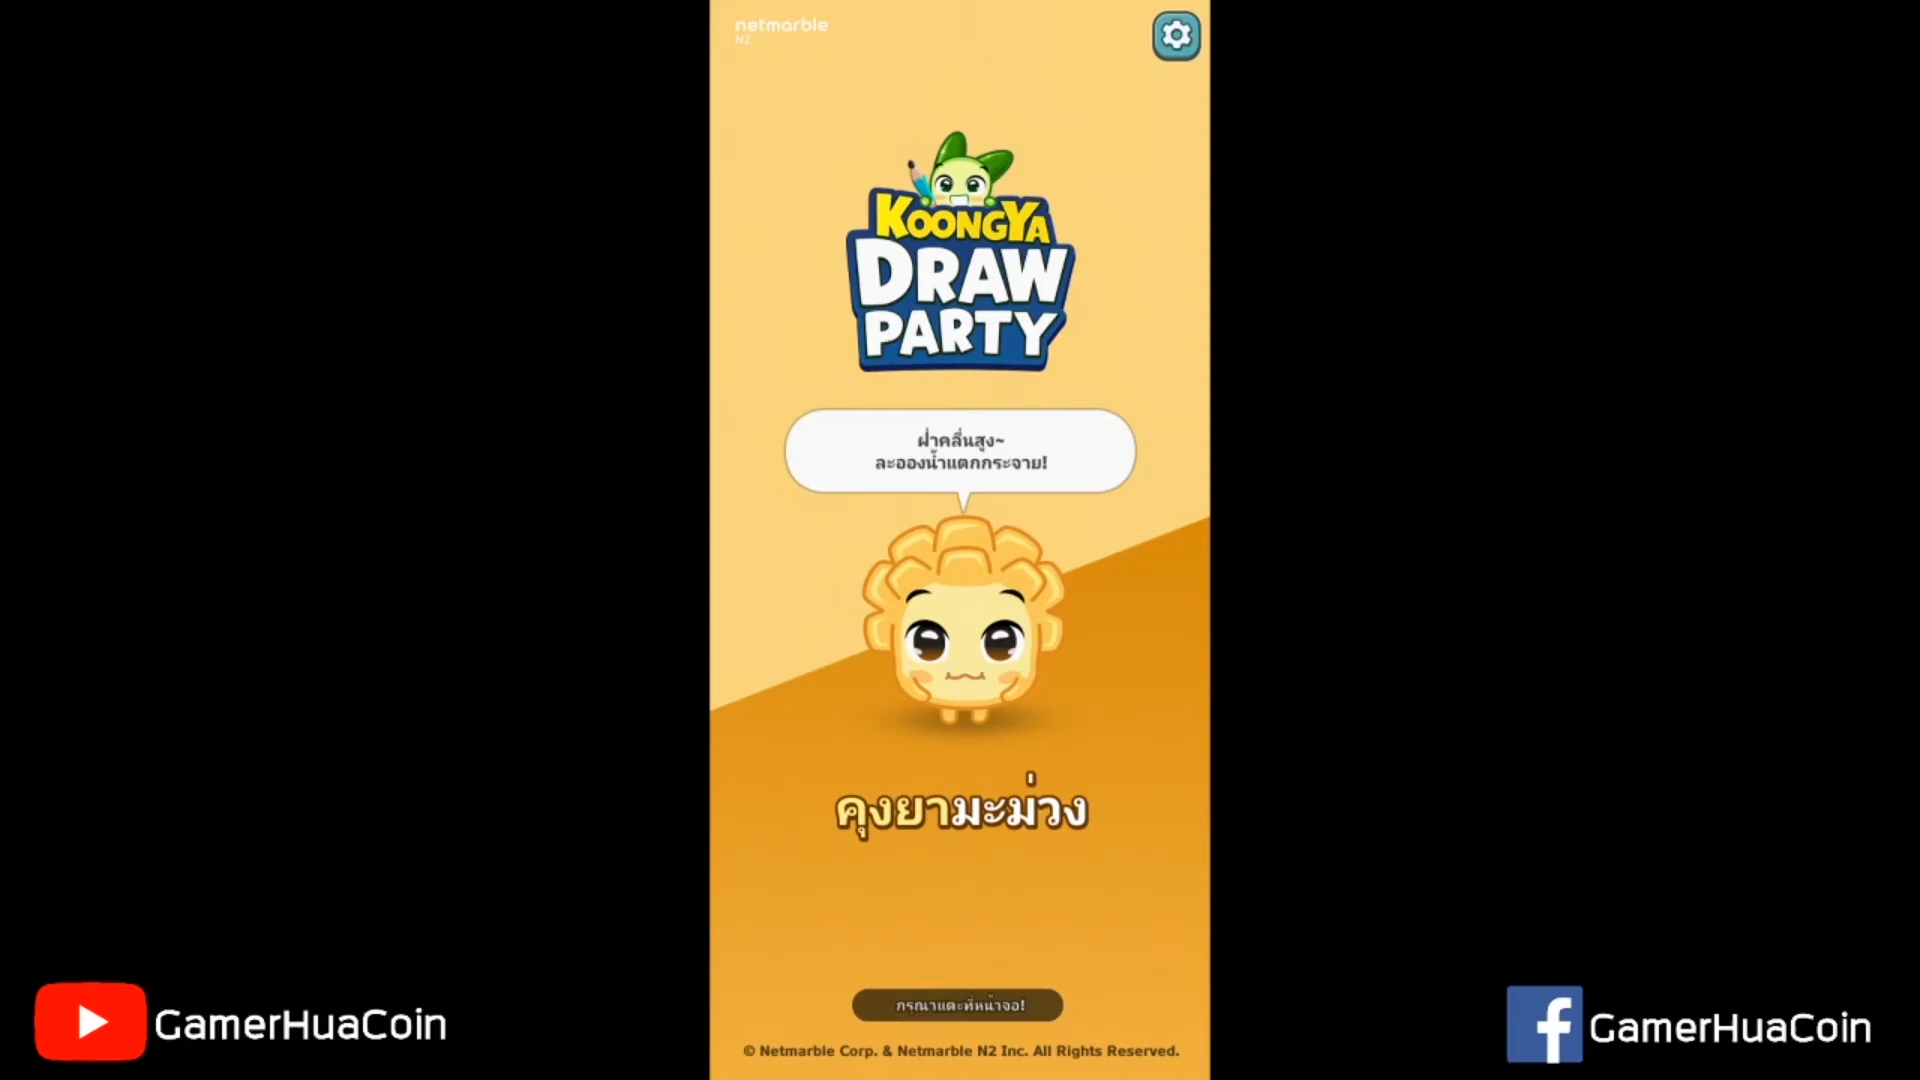 netmarble
N2
KOONGYA
DRAW
PARTY
ฝ่าคลื่นสูง~
ละอองน้ำแตกกระจาย!
คุงยามะม่วง
กรุณาแตะที่หน้าจอ!
© Netmarble Corp. & Netmarble N2 Inc. All Rights Reserved.
GamerHuaCoin
GamerHuaCoin